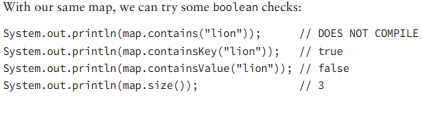 With our same map, we can try some boolean checks:
System.out.println(map.contains("lion")); // DOES NOT COMPILE
System.out.println(map.containsKey("lion")); // true
System.out.println(map.containsValue("lion")); // false
System.out.println(map.size()); // 3